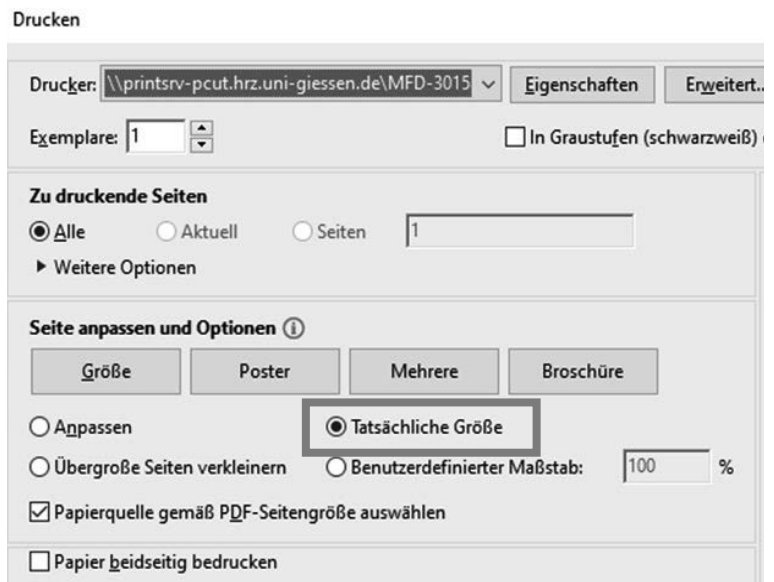 Drucken
Drucker: \\printsrv-pcut.hrz.uni-giessen.de\MFD-3015 Eigenschaften Erweitert..
Exemplare: 1 In Graustufen (schwarzweiß)
Zu druckende Seiten
Alle Aktuell Seiten 1
Weitere Optionen
Seite anpassen und Optionen
Größe Poster Mehrere Broschüre
Anpassen Tatsächliche Größe
Übergroße Seiten verkleinern Benutzerdefinierter Maßstab: 100 %
Papierquelle gemäß PDF-Seitengröße auswählen
Papier beidseitig bedrucken